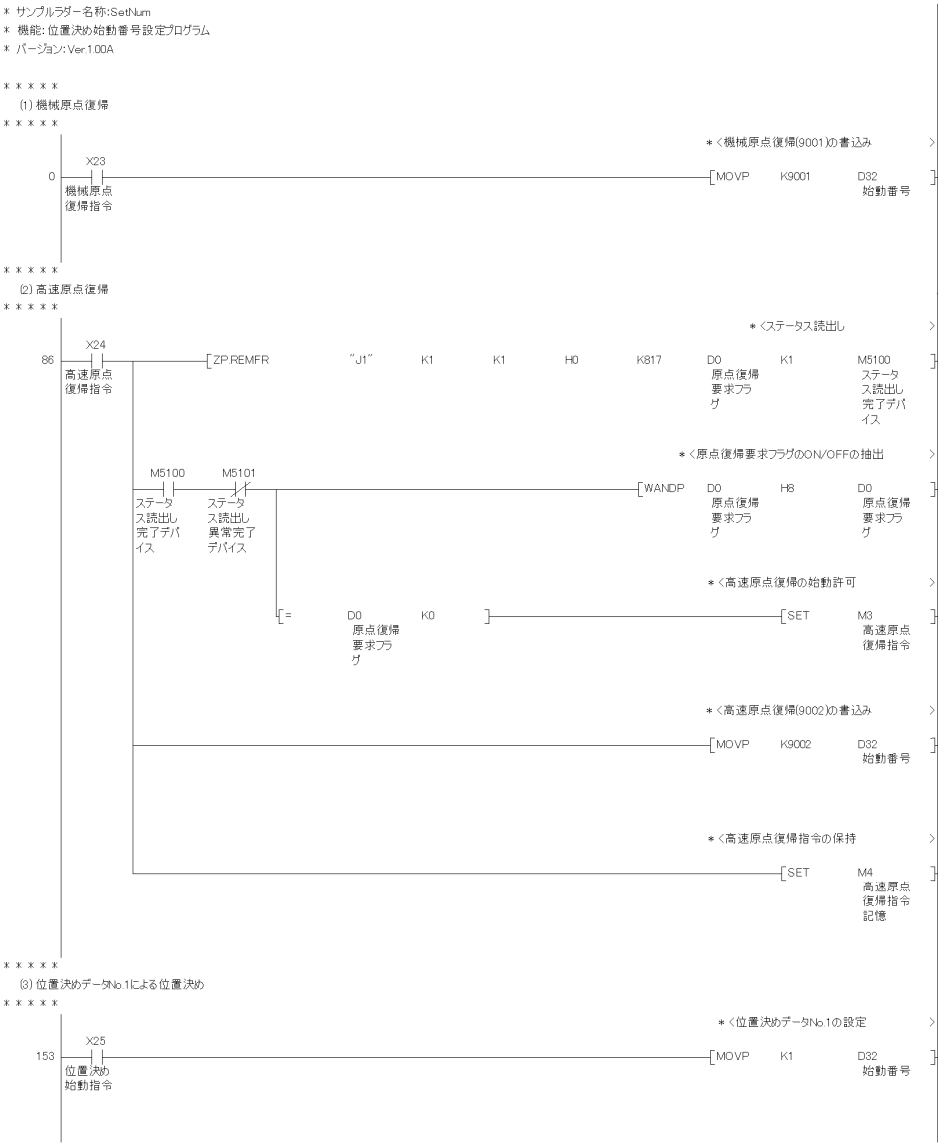 * サンプルラダー名称:SetNum
* 機能:位置決め始動番号設定プログラム
* バージョン:Ver.1.00A
* * * * *
(1) 機械原点復帰
* * * * *
* <機械原点復帰(9001)の書込み >
X23
0 [MOVP K9001 D32 ]
機械原点 始動番号
復帰指令
* * * * *
(2) 高速原点復帰
* * * * *
* <ステータス読出し >
X24
86 [ZP.REMFR "J1" K1 K1 H0 K817 D0 K1 M5100 ]
高速原点 原点復帰 ステータ
復帰指令 要求フラ ス読出し
グ 完了デバ
イス
* <原点復帰要求フラグのON/OFFの抽出 >
M5100 M5101
[WANDP D0 H8 D0 ]
ステータ ステータ 原点復帰 原点復帰
ス読出し ス読出し 要求フラ 要求フラ
完了デバ 異常完了 グ グ
イス デバイス
* <高速原点復帰の始動許可 >
[= D0 K0 ] [SET M3 ]
原点復帰 高速原点
要求フラ 復帰指令
グ
* <高速原点復帰(9002)の書込み >
[MOVP K9002 D32 ]
始動番号
* <高速原点復帰指令の保持 >
[SET M4 ]
高速原点
復帰指令
記憶
* * * * *
(3) 位置決めデータNo.1による位置決め
* * * * *
* <位置決めデータNo.1の設定 >
X25
153 [MOVP K1 D32 ]
位置決め 始動番号
始動指令